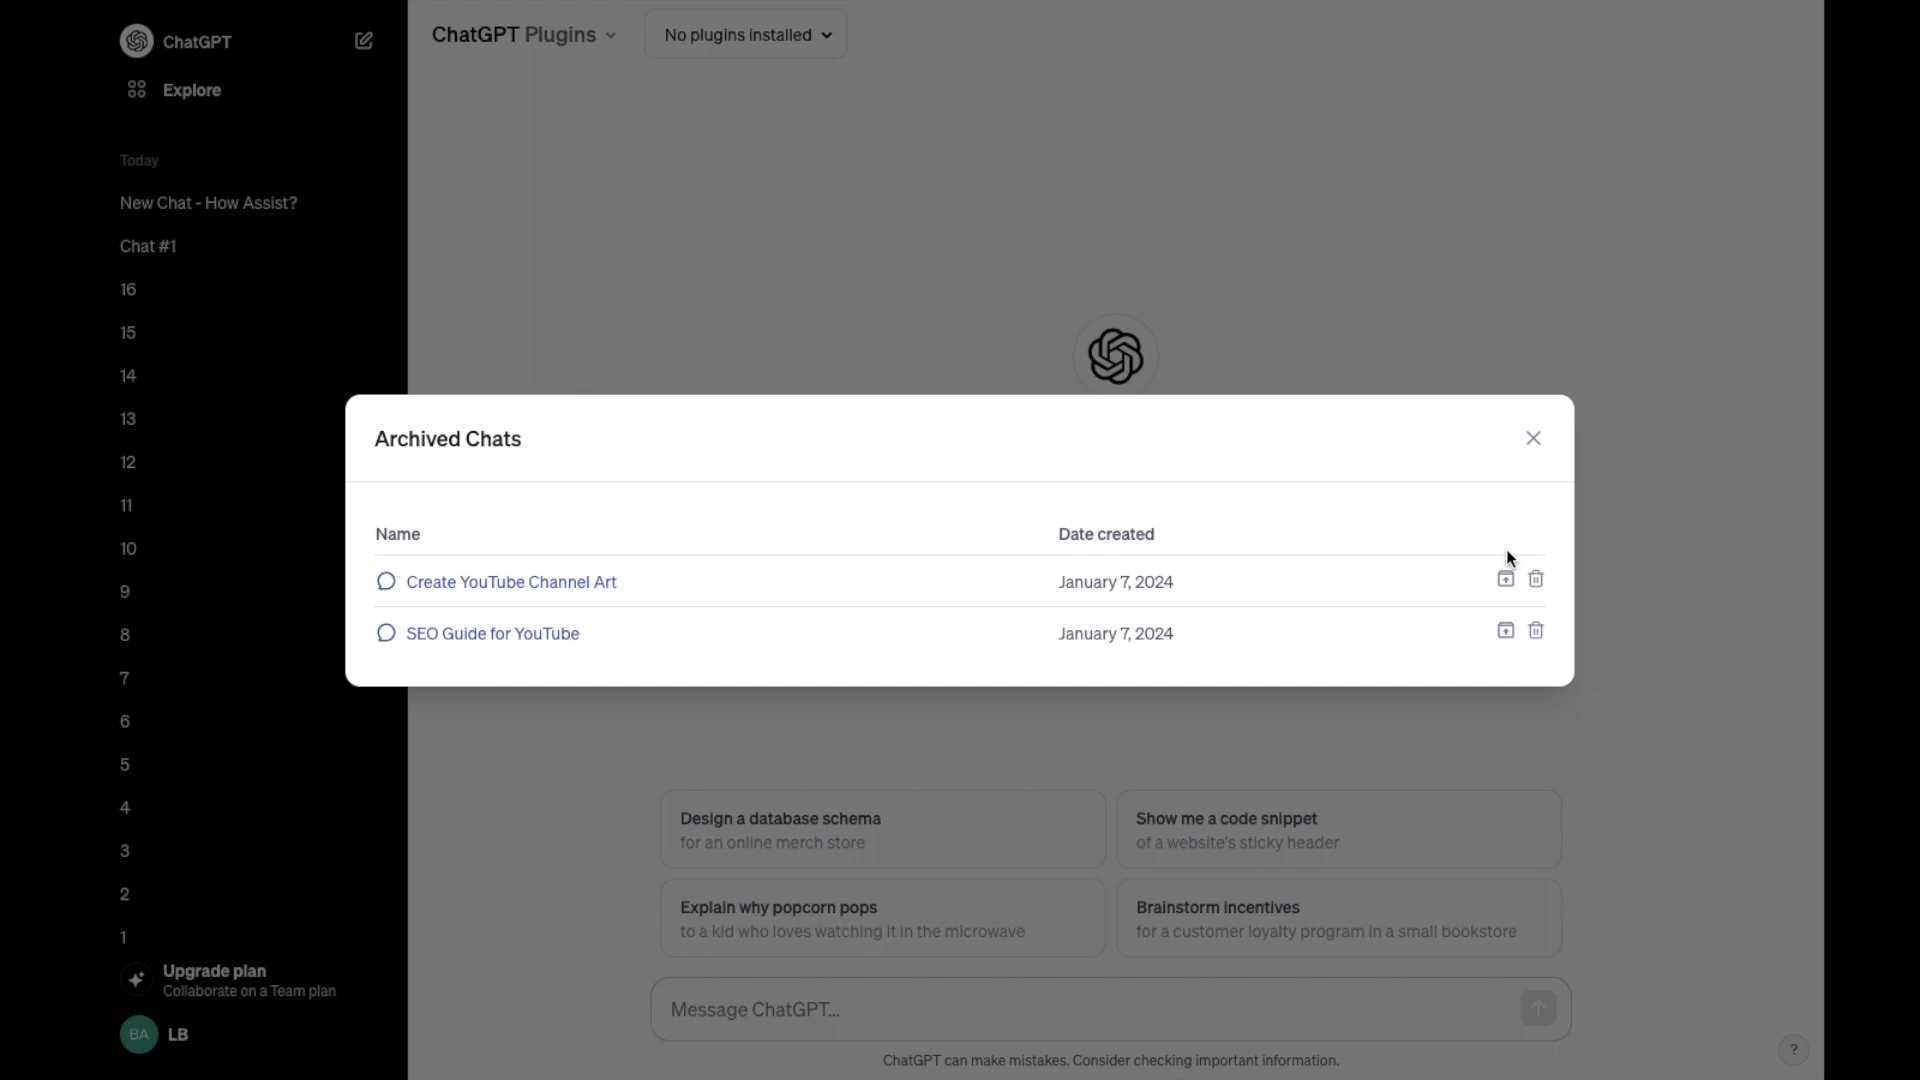 ChatGPT
Explore
Today
New Chat - How Assist?
Chat #1
16
15
14
13
12
11
10
9
8
7
6
5
4
3
2
1
Upgrade plan
Collaborate on a Team plan
BA LB
ChatGPT Plugins
No plugins installed
Archived Chats
Name Date created
Create YouTube Channel Art January 7, 2024
SEO Guide for YouTube January 7, 2024
Design a database schema
for an online merch store
Show me a code snippet
of a website's sticky header
Explain why popcorn pops
to a kid who loves watching it in the microwave
Brainstorm incentives
for a customer loyalty program in a small bookstore
Message ChatGPT...
ChatGPT can make mistakes. Consider checking important information.
?